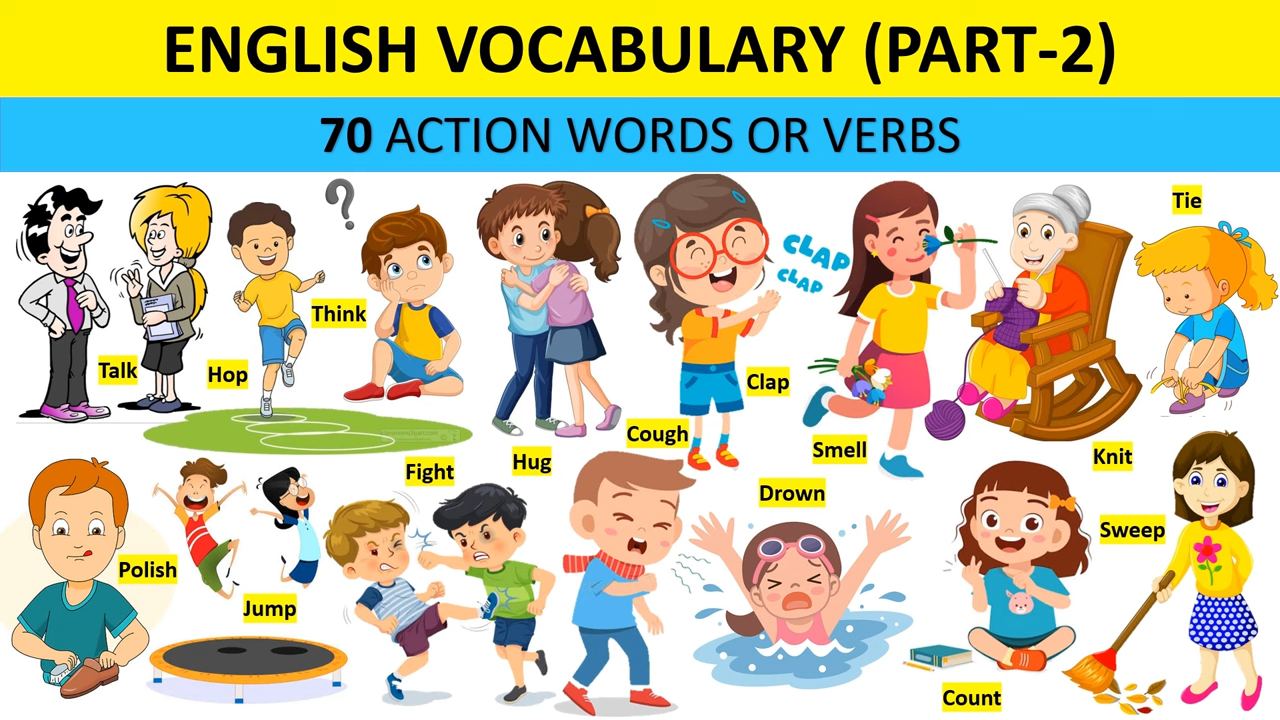 ENGLISH VOCABULARY (PART-2)
70 ACTION WORDS OR VERBS
Talk
Hop
Think
Hug
Cough
CLAP
CLAP
Clap
Smell
Knit
Tie
Polish
Jump
Fight
Drown
Count
Sweep